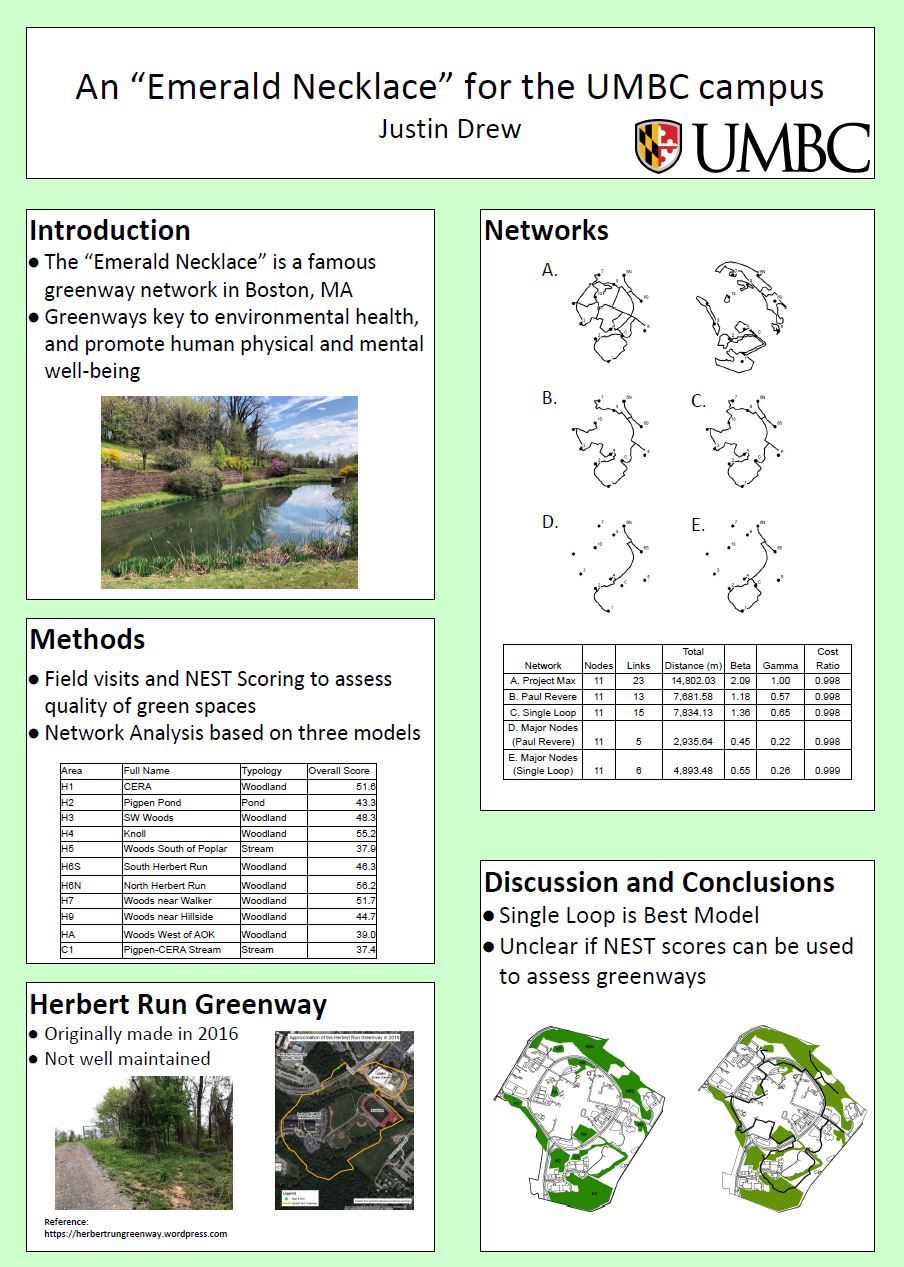 An “Emerald Necklace” for the UMBC campus
Justin Drew
UMBC
Introduction
● The “Emerald Necklace” is a famous
greenway network in Boston, MA
● Greenways key to environmental health,
and promote human physical and mental
well-being
Methods
● Field visits and NEST Scoring to assess
quality of green spaces
● Network Analysis based on three models
Area Full Name Typology Overall Score
H1 CERA Woodland 51.6
H2 Pigpen Pond Pond 43.3
H3 SW Woods Woodland 48.3
H4 Knoll Woodland 55.2
H5 Woods South of Poplar Stream 37.9
H6S South Herbert Run Woodland 46.3
H6N North Herbert Run Woodland 56.2
H7 Woods near Walker Woodland 51.7
H9 Woods near Hillside Woodland 44.7
HA Woods West of AOK Woodland 39.0
C1 Pigpen-CERA Stream Stream 37.4
Herbert Run Greenway
● Originally made in 2016
● Not well maintained
Approximation of the Herbert Run Greenway in 2016
Legend
Reference:
https://herbertrungreenway.wordpress.com
Networks
A.
B.
C.
D.
E.
Network Nodes Links Total Distance (m) Beta Gamma Cost Ratio
A. Project Max 11 23 14,802.03 2.09 1.00 0.998
B. Paul Revere 11 13 7,681.58 1.18 0.57 0.998
C. Single Loop 11 15 7,834.13 1.36 0.65 0.998
D. Major Nodes
(Paul Revere) 11 5 2,935.64 0.45 0.22 0.998
E. Major Nodes
(Single Loop) 11 6 4,893.48 0.55 0.26 0.999
Discussion and Conclusions
● Single Loop is Best Model
● Unclear if NEST scores can be used
to assess greenways